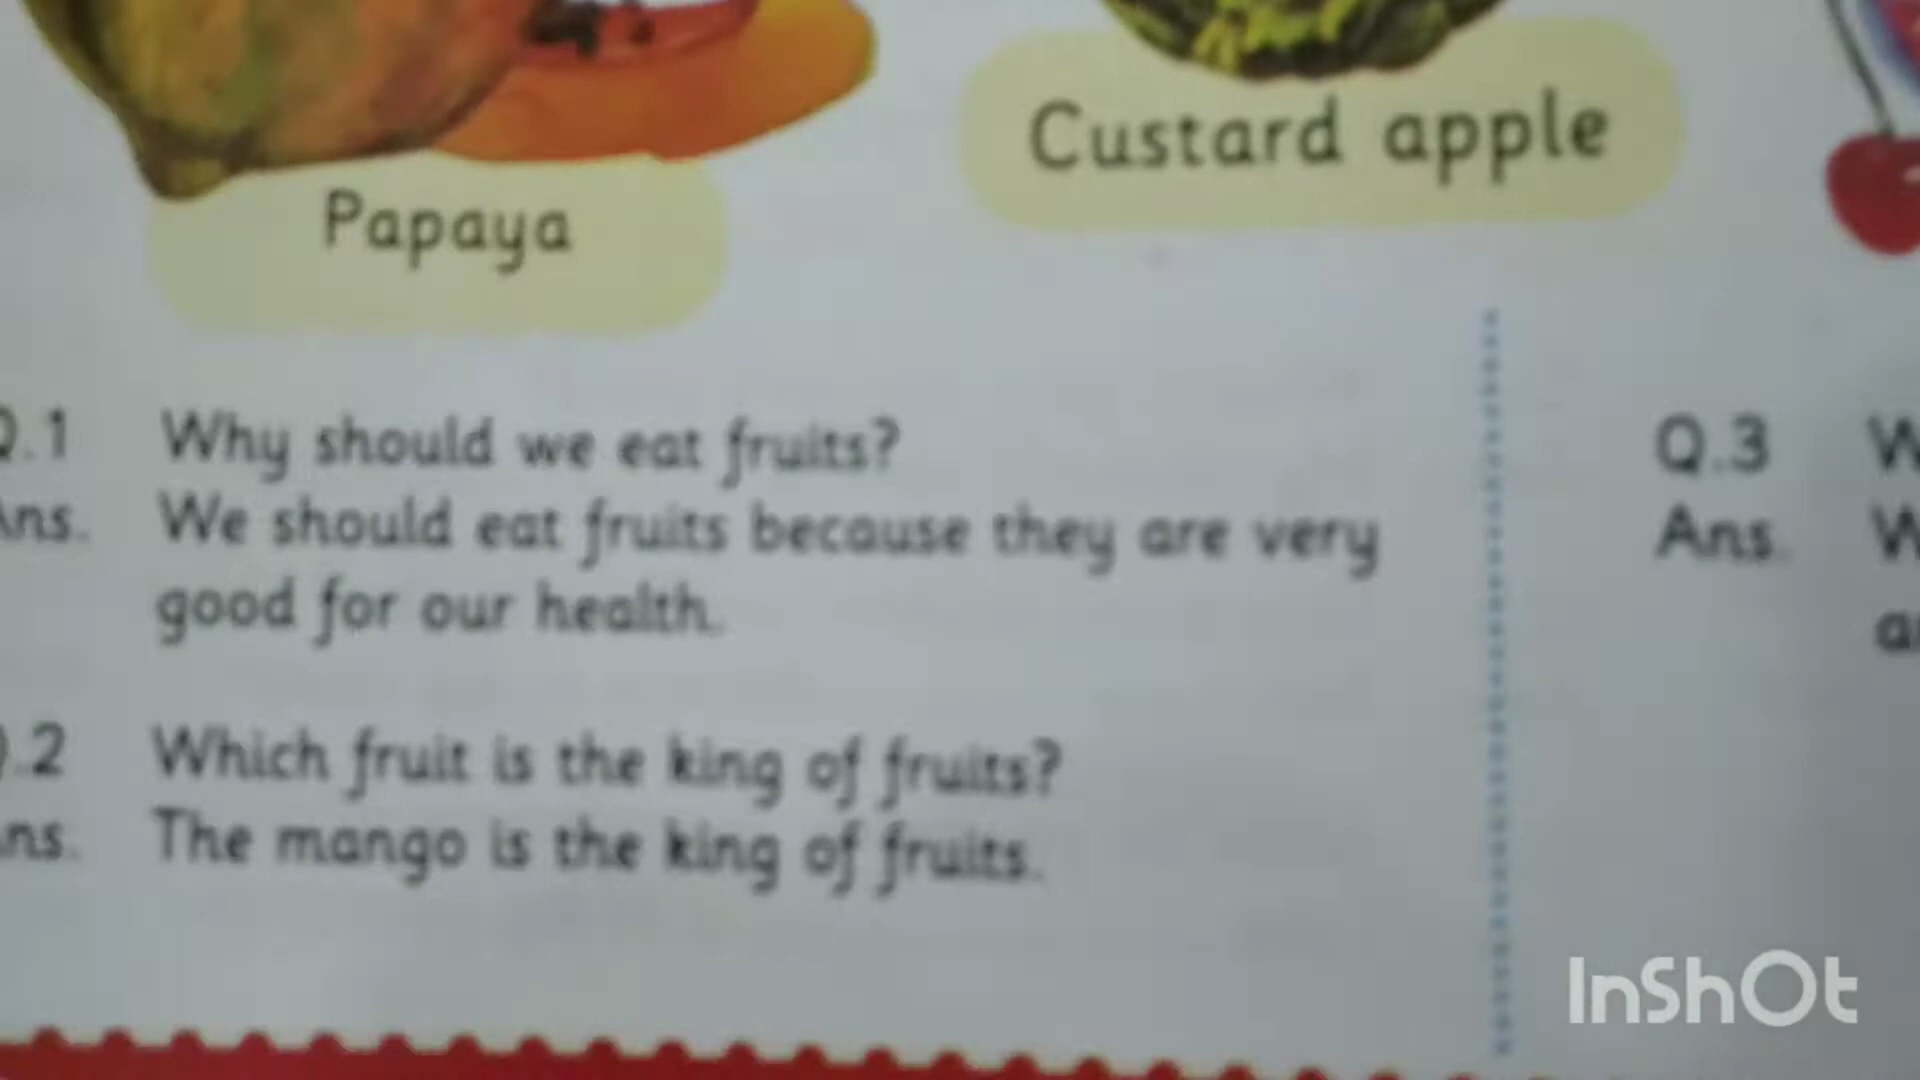 Custard apple
Papaya
.1 Why should we eat fruits?
Ans. We should eat fruits because they are very
good for our health.
.2 Which fruit is the king of fruits?
ns. The mango is the king of fruits.
Q.3
Ans.
InShOt